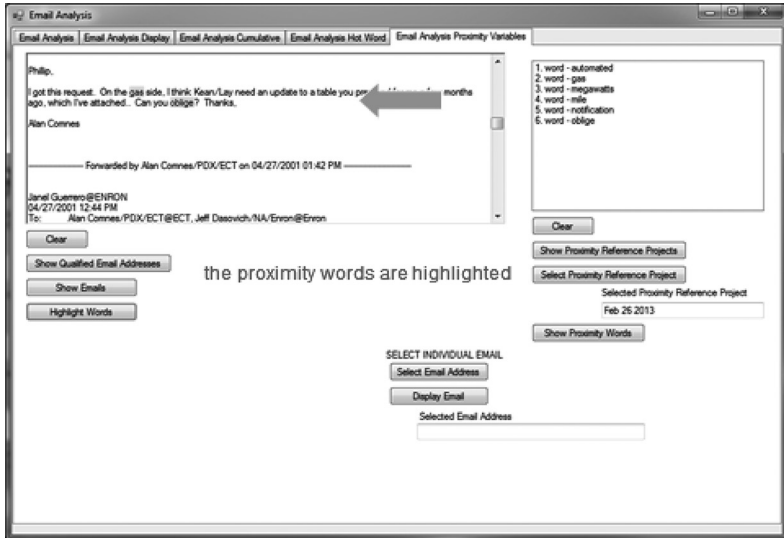 Email Analysis
Email Analysis Email Analysis Display Email Analysis Cumulative Email Analysis Hot Word Email Analysis Proximity Variables
Phillip,
I got this request. On the gas side, I think Kean/Lay need an update to a table you months
ago, which I've attached.. Can you oblige? Thanks,
Alan Comnes
Forwarded by Alan Comnes/PDX/ECT on 04/27/2001 01:42 PM
Janel Guerrero@ENRON
04/27/2001 12:44 PM
To: Alan Comnes/PDX/ECT@ECT, Jeff Dasovich/NA/Enron@Enron
Clear
Show Qualified Email Addresses
Show Emails
Highlight Words
the proximity words are highlighted
1. word - automated
2. word - gas
3. word - megawatts
4. word - mile
5. word - notification
6. word - oblige
Clear
Show Proximity Reference Projects
Select Proximity Reference Project
Selected Proximity Reference Project
Feb 26 2013
Show Proximity Words
SELECT INDIVIDUAL EMAIL
Select Email Address
Display Email
Selected Email Address